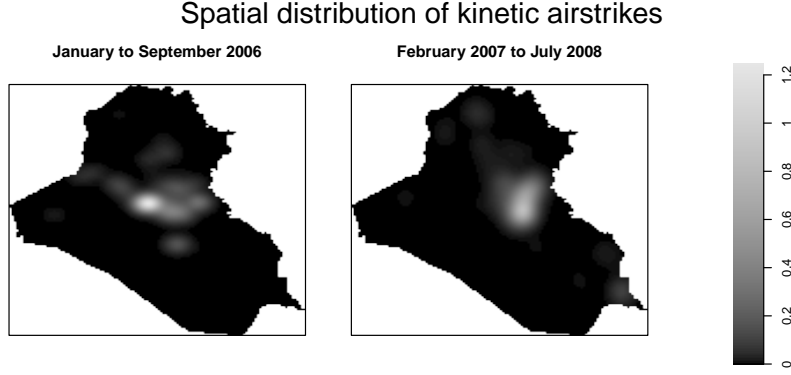 Spatial distribution of kinetic airstrikes
January to September 2006
February 2007 to July 2008
1.2
1
0.8
0.6
0.4
0.2
0